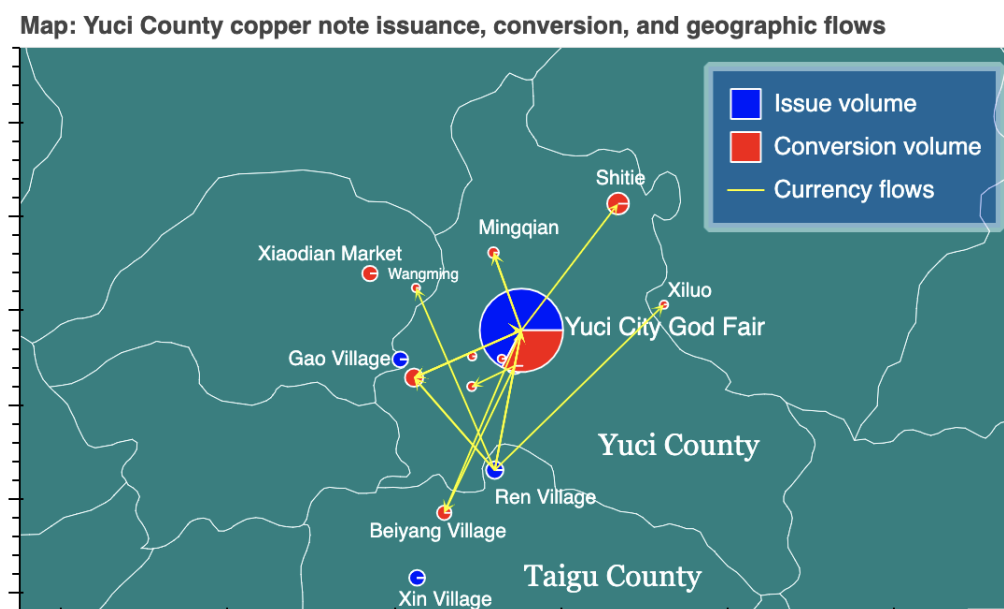 Map: Yuci County copper note issuance, conversion, and geographic flows
Issue volume
Conversion volume
Currency flows
Shitie
Mingqian
Xiaodian Market
Wangming
Xiluo
Yuci City God Fair
Gao Village
Yuci County
Ren Village
Beiyang Village
Taigu County
Xin Village